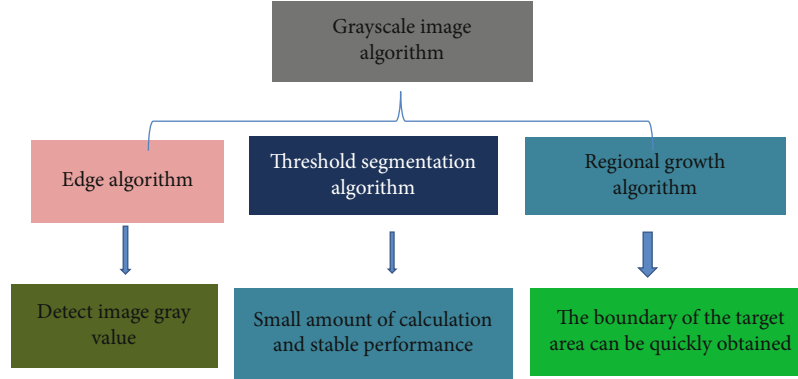 Grayscale image
algorithm
Edge algorithm
Threshold segmentation
algorithm
Regional growth
algorithm
Detect image gray
value
Small amount of calculation
and stable performance
The boundary of the target
area can be quickly obtained